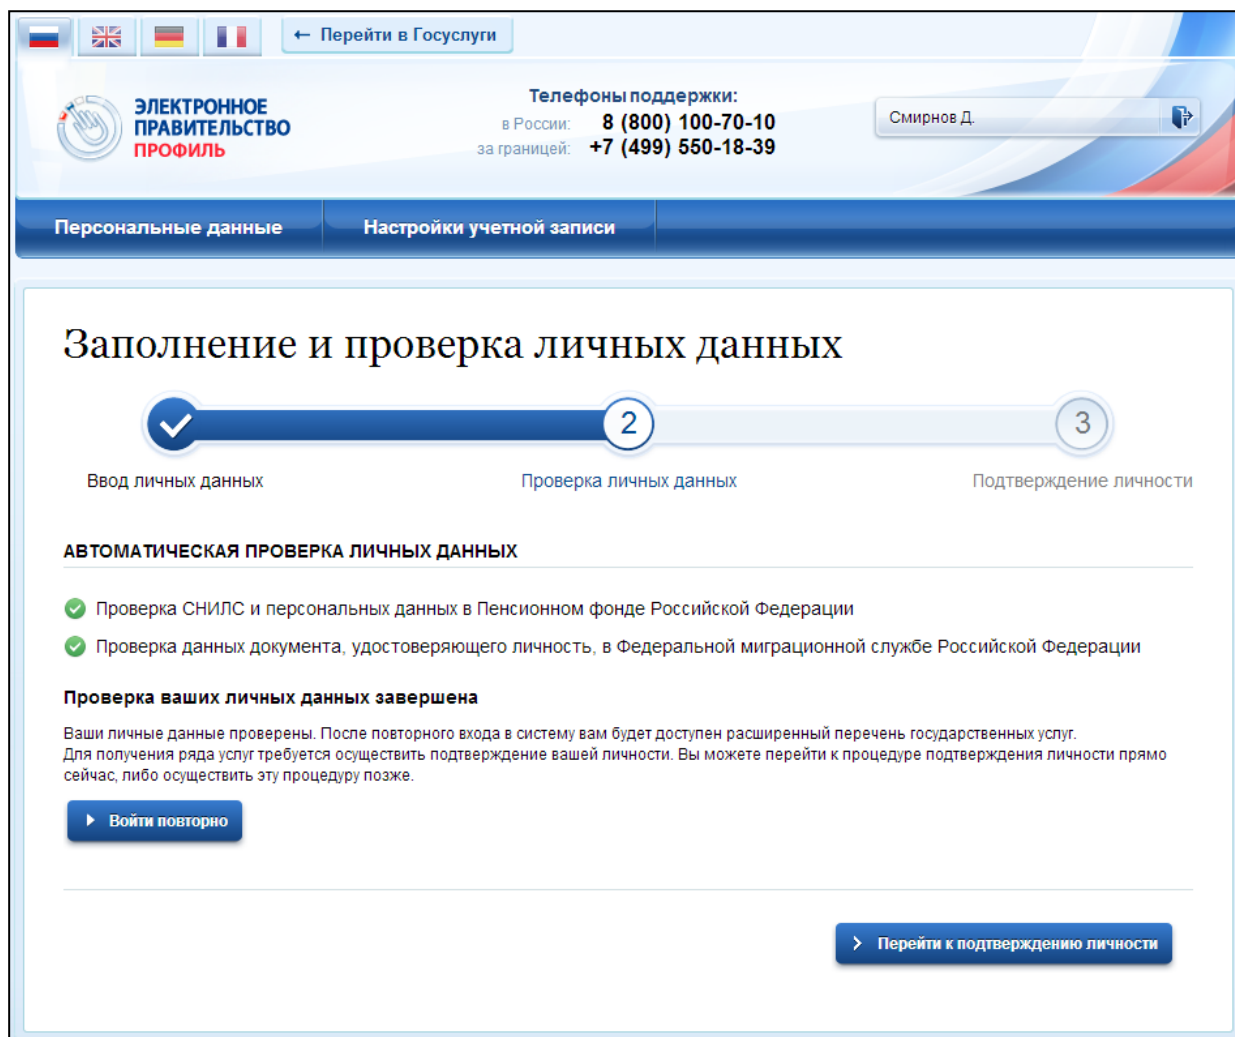 ← Перейти в Госуслуги
ЭЛЕКТРОННОЕ
ПРАВИТЕЛЬСТВО
ПРОФИЛЬ
Телефоны поддержки:
в России: 8 (800) 100-70-10
за границей: +7 (499) 550-18-39
Смирнов Д.
Персональные данные Настройки учетной записи
Заполнение и проверка личных данных
2 3
Ввод личных данных Проверка личных данных Подтверждение личности
АВТОМАТИЧЕСКАЯ ПРОВЕРКА ЛИЧНЫХ ДАННЫХ
Проверка СНИЛС и персональных данных в Пенсионном фонде Российской Федерации
Проверка данных документа, удостоверяющего личность, в Федеральной миграционной службе Российской Федерации
Проверка ваших личных данных завершена
Ваши личные данные проверены. После повторного входа в систему вам будет доступен расширенный перечень государственных услуг.
Для получения ряда услуг требуется осуществить подтверждение вашей личности. Вы можете перейти к процедуре подтверждения личности прямо
сейчас, либо осуществить эту процедуру позже.
Войти повторно
Перейти к подтверждению личности